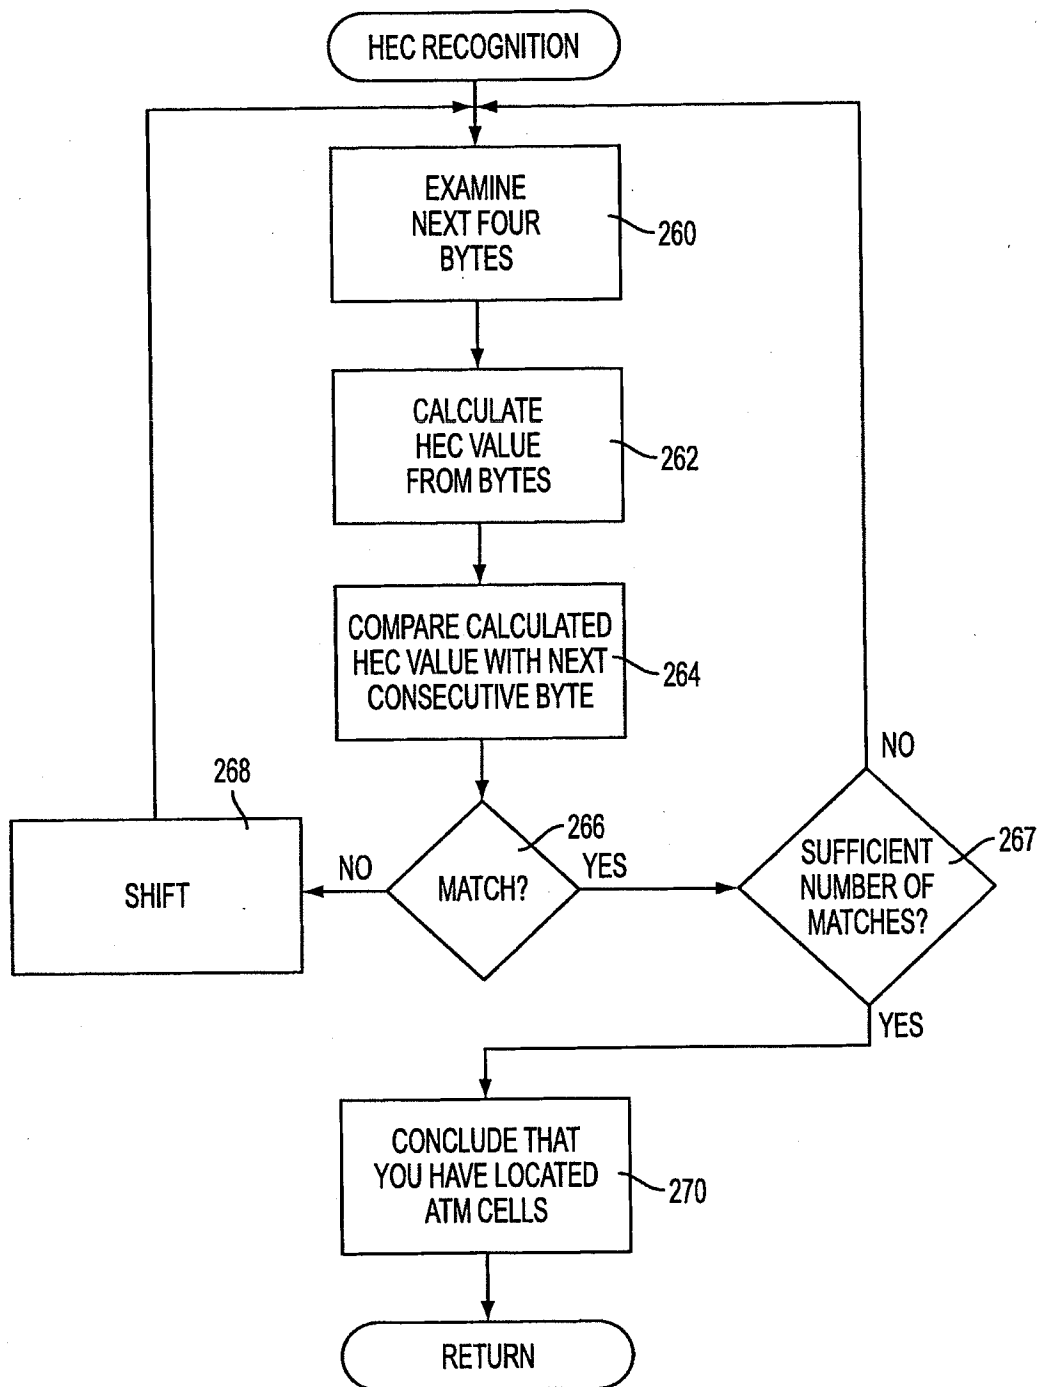 HEC RECOGNITION
EXAMINE
NEXT FOUR
BYTES
260
CALCULATE
HEC VALUE
FROM BYTES
262
COMPARE CALCULATED
HEC VALUE WITH NEXT
CONSECUTIVE BYTE
264
268
SHIFT
NO
MATCH?
266
YES
NO
SUFFICIENT
NUMBER OF
MATCHES?
267
YES
CONCLUDE THAT
YOU HAVE LOCATED
ATM CELLS
270
RETURN